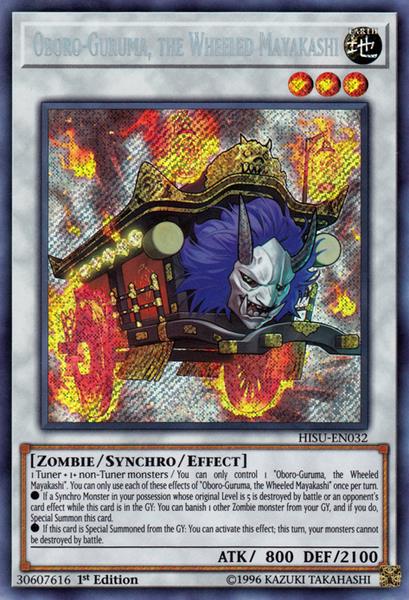 OBORO-GURUMA, THE WHEELED MAYAKASHI
EARTH
地
HISU-EN032
[ZOMBIE/SYNCHRO/EFFECT]
1 Tuner + 1+ non-Tuner monsters / You can only control 1 "Oboro-Guruma, the Wheeled
Mayakashi". You can only use each of these effects of "Oboro-Guruma, the Wheeled Mayakashi" once per turn.
● If a Synchro Monster in your possession whose original Level is 5 is destroyed by battle or an opponent's
card effect while this card is in the GY: You can banish 1 other Zombie monster from your GY, and if you do,
Special Summon this card.
● If this card is Special Summoned from the GY: You can activate this effect; this turn, your monsters cannot
be destroyed by battle.
ATK/ 800 DEF/2100
30607616 1st Edition ©1996 KAZUKI TAKAHASHI